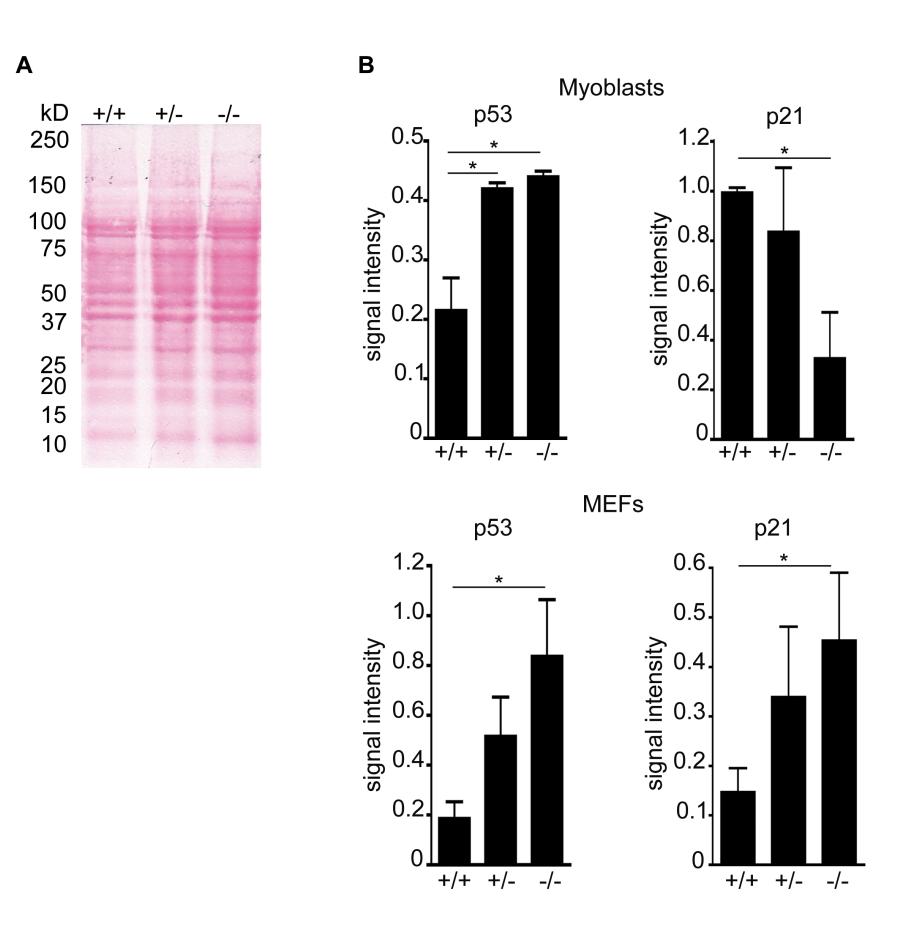 A
B
kD +/+ +/- -/-
250
150
100
75
50
37
25
20
15
10
Myoblasts
p53
0.5
0.4
0.3
0.2
0.1
0
signal intensity
* *
+/+ +/- -/-
p21
1.2
1.0
0.8
0.6
0.4
0.2
0
signal intensity
*
+/+ +/- -/-
MEFs
p53
1.2
1.0
0.8
0.6
0.4
0.2
0
signal intensity
*
+/+ +/- -/-
p21
0.6
0.5
0.4
0.3
0.2
0.1
0
signal intensity
*
+/+ +/- -/-